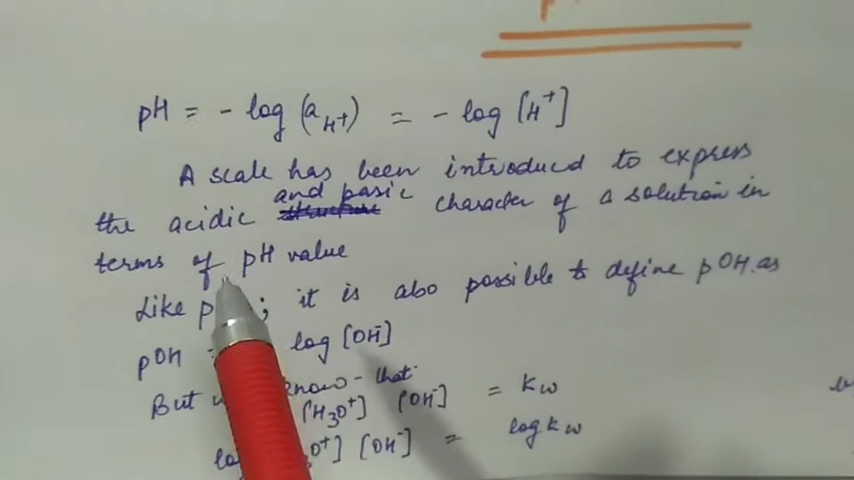 pH = - log (aH+) = - log [H+]
A scale has been introduced to express
the acidic and basic character of a solution in
terms of pH value
Like p ; it is also possible to define pOH as
pOH = log [OH-]
But know that
[H3O+] [OH-] = Kw
O+] [OH-] = log Kw